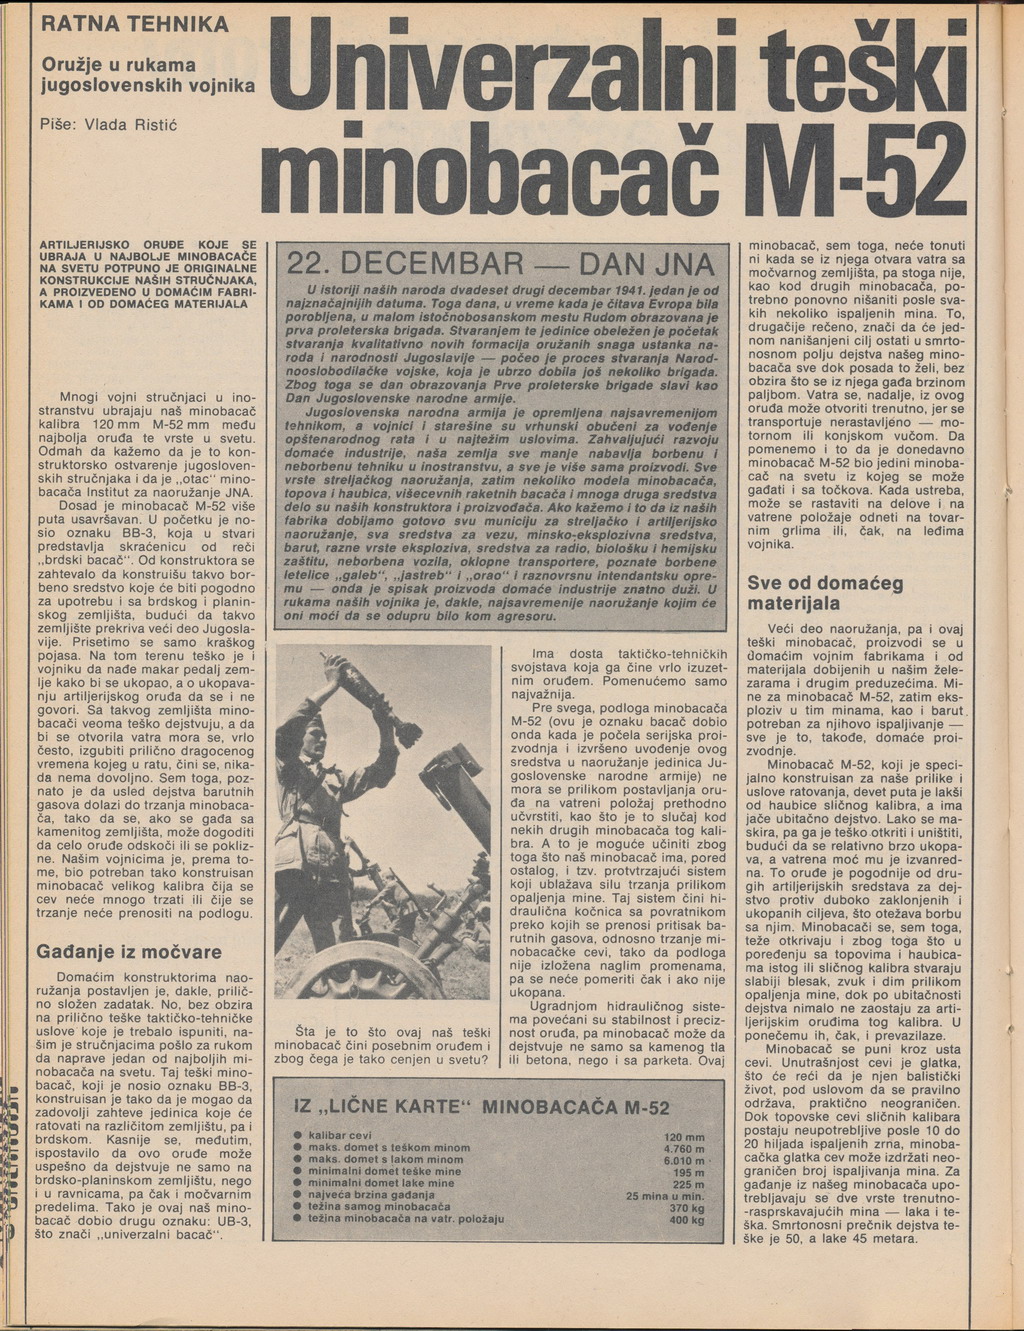 RATNA TEHNIKA
Oružje u rukama
jugoslovenskih vojnika
Piše: Vlada Ristić
Univerzalni teški
minobacač M-52
ARTILJERIJSKO ORUĐE KOJE SE
UBRAJA U NAJBOLJE MINOBACAČE
NA SVETU POTPUNO JE ORIGINALNE
KONSTRUKCIJE NAŠIH STRUČNJAKA,
A PROIZVEDENO U DOMAĆIM FABRI-
KAMA I OD DOMAĆEG MATERIJALA
Mnogi vojni stručnjaci u ino-
stranstvu ubrajaju naš minobacač
kalibra 120 mm M-52 mm među
najbolja oruđa te vrste u svetu.
Odmah da kažemo da je to kon-
struktorsko ostvarenje jugosloven-
skih stručnjaka i da je „otac" mino-
bacača Institut za naoružanje JNA.
Dosad je minobacač M-52 više
puta usavršavan. U početku je no-
sio oznaku BB-3, koja u stvari
predstavlja skraćenicu od reči
„brdski bacač". Od konstruktora se
zahtevalo da konstruišu takvo bor-
beno sredstvo koje će biti pogodno
za upotrebu i sa brdskog i planin-
skog zemljišta, budući da takvo
zemljište prekriva veći deo Jugosla-
vije. Prisetimo se samo kraškog
pojasa. Na tom terenu teško je i
vojniku da nađe makar pedalj zem-
lje kako bi se ukopao, a o ukopava-
nju artiljerijskog oruđa da se i ne
govori. Sa takvog zemljišta mino-
bacači veoma teško dejstvuju, a da
bi se otvorila vatra mora se, vrlo
često, izgubiti prilično dragocenog
vremena kojeg u ratu, čini se, nika-
da nema dovoljno. Sem toga, poz-
nato je da usled dejstva barutnih
gasova dolazi do trzanja minobaca-
ča, tako da se, ako se gađa sa
kamenitog zemljišta, može dogoditi
da celo oruđe odskoči ili se pokliz-
ne. Našim vojnicima je, prema to-
me, bio potreban tako konstruisan
minobacač velikog kalibra čija se
cev neće mnogo trzati ili čije se
trzanje neće prenositi na podlogu.
Gađanje iz močvare
Domaćim konstruktorima nao-
ružanja postavljen je, dakle, prilič-
no složen zadatak. No, bez obzira
na prilično teške taktičko-tehničke
uslove koje je trebalo ispuniti, na-
šim je stručnjacima pošlo za rukom
da naprave jedan od najboljih mi-
nobacača na svetu. Taj teški mino-
bacač, koji je nosio oznaku BB-3,
konstruisan je tako da je mogao da
zadovolji zahteve jedinica koje će
ratovati na različitom zemljištu, pa i
brdskom. Kasnije se, međutim,
ispostavilo da ovo oruđe može
uspešno da dejstvuje ne samo na
brdsko-planinskom zemljištu, nego
i u ravnicama, pa čak i močvarnim
predelima. Tako je ovaj naš mino-
bacač dobio drugu oznaku: UB-3,
što znači „univerzalni bacač".
22. DECEMBAR — DAN JNA
U istoriji naših naroda dvadeset drugi decembar 1941. jedan je od
najznačajnijih datuma. Toga dana, u vreme kada je čitava Evropa bila
porobljena, u malom istočnobosanskom mestu Rudom obrazovana je
prva proleterska brigada. Stvaranjem te jedinice obeležen je početak
stvaranja kvalitativno novih formacija oružanih snaga ustanka na-
roda i narodnosti Jugoslavije — počeo je proces stvaranja Narod-
nooslobodilačke vojske, koja je ubrzo dobila još nekoliko brigada.
Zbog toga se dan obrazovanja Prve proleterske brigade slavi kao
Dan Jugoslovenske narodne armije.
Jugoslovenska narodna armija je opremljena najsavremenijom
tehnikom, a vojnici i starešine su vrhunski obučeni za vođenje
opštenarodnog rata i u najtežim uslovima. Zahvaljujući razvoju
domaće industrije, naša zemlja sve manje nabavlja borbenu i
neborbenu tehniku u inostranstvu, a sve je više sama proizvodi. Sve
vrste streljačkog naoružanja, zatim nekoliko modela minobacača,
topova i haubica, višecevnih raketnih bacača i mnoga druga sredstva
delo su naših konstruktora i proizvođača. Ako kažemo i to da iz naših
fabrika dobijamo gotovo svu municiju za streljačko i artiljerijsko
naoružanje, sva sredstva za vezu, minsko-eksplozivna sredstva,
barut, razne vrste eksploziva, sredstva za radio, biološku i hemijsku
zaštitu, neborbena vozila, oklopne transportere, poznate borbene
letelice „galeb", „jastreb" i „orao" i raznovrsnu intendantsku opre-
mu — onda je spisak proizvoda domaće industrije znatno duži. U
rukama naših vojnika je, dakle, najsavremenije naoružanje kojim će
oni moći da se odupru bilo kom agresoru.
Šta je to što ovaj naš teški
minobacač čini posebnim oruđem i
zbog čega je tako cenjen u svetu?
Ima dosta taktičko-tehničkih
svojstava koja ga čine vrlo izuzet-
nim oruđem. Pomenućemo samo
najvažnija.
Pre svega, podloga minobacača
M-52 (ovu je oznaku bacač dobio
onda kada je počela serijska proi-
zvodnja i izvršeno uvođenje ovog
sredstva u naoružanje jedinica Ju-
goslovenske narodne armije) ne
mora se prilikom postavljanja oru-
đa na vatreni položaj prethodno
učvrstiti, kao što je to slučaj kod
nekih drugih minobacača tog kali-
bra. A to je moguće učiniti zbog
toga što naš minobacač ima, pored
ostalog, i tzv. protvtrzajući sistem
koji ublažava silu trzanja prilikom
opaljenja mine. Taj sistem čini hi-
draulična kočnica sa povratnikom
preko kojih se prenosi pritisak ba-
rutnih gasova, odnosno trzanje mi-
nobacačke cevi, tako da podloga
nije izložena naglim promenama,
pa se neće pomeriti čak i ako nije
ukopana.
Ugradnjom hidrauličnog siste-
ma povećani su stabilnost i preciz-
nost oruđa, pa minobacač može da
dejstvuje ne samo sa kamenog tla
ili betona, nego i sa parketa. Ovaj
IZ „LIČNE KARTE" MINOBACAČA M-52
● kalibar cevi 120 mm
● maks. domet s teškom minom 4.760 m
● maks. domet s lakom minom 6.010 m
● minimalni domet teške mine 195 m
● minimalni domet lake mine 225 m
● najveća brzina gađanja 25 mina u min.
● težina samog minobacača 370 kg
● težina minobacača na vatr. položaju 400 kg
minobacač, sem toga, neće tonuti
ni kada se iz njega otvara vatra sa
močvarnog zemljišta, pa stoga nije,
kao kod drugih minobacača, po-
trebno ponovno nišaniti posle sva-
kih nekoliko ispaljenih mina. To,
drugačije rečeno, znači da će jed-
nom nanišanjeni cilj ostati u smrto-
nosnom polju dejstva našeg mino-
bacača sve dok posada to želi, bez
obzira što se iz njega gađa brzinom
paljbom. Vatra se, nadalje, iz ovog
oruđa može otvoriti trenutno, jer se
transportuje nerastavljeno — mo-
tornom ili konjskom vučom. Da
pomenemo i to da je donedavno
minobacač M-52 bio jedini minoba-
cač na svetu iz kojeg se može
gađati i sa točkova. Kada ustreba,
može se rastaviti na delove i na
vatrene položaje odneti na tovar-
nim grlima ili, čak, na leđima
vojnika.
Sve od domaćeg
materijala
Veći deo naoružanja, pa i ovaj
teški minobacač, proizvodi se u
domaćim vojnim fabrikama i od
materijala dobijenih u našim žele-
zarama i drugim preduzećima. Mi-
ne za minobacač M-52, zatim eks-
ploziv u tim minama, kao i barut
potreban za njihovo ispaljivanje —
sve je to, takođe, domaće proi-
zvodnje.
Minobacač M-52, koji je speci-
jalno konstruisan za naše prilike i
uslove ratovanja, devet puta je lakši
od haubice sličnog kalibra, a ima
jače ubitačno dejstvo. Lako se ma-
skira, pa ga je teško otkriti i uništiti,
budući da se relativno brzo ukopa-
va, a vatrena moć mu je izvanred-
na. To oruđe je pogodnije od dru-
gih artiljerijskih sredstava za dej-
stvo protiv duboko zaklonjenih i
ukopanih ciljeva, što otežava borbu
sa njim. Minobacači se, sem toga,
teže otkrivaju i zbog toga što u
poređenju sa topovima i haubica-
ma istog ili sličnog kalibra stvaraju
slabiji blesak, zvuk i dim prilikom
opaljenja mine, dok po ubitačnosti
dejstva nimalo ne zaostaju za arti-
ljerijskim oruđima tog kalibra. U
ponečemu ih, čak, i prevazilaze.
Minobacač se puni kroz usta
cevi. Unutrašnjost cevi je glatka,
što će reći da je njen balistički
život, pod uslovom da se pravilno
održava, praktično neograničen.
Dok topovske cevi sličnih kalibara
postaju neupotrebljive posle 10 do
20 hiljada ispaljenih zrna, minoba-
cačka glatka cev može izdržati neo-
graničen broj ispaljivanja mina. Za
gađanje iz našeg minobacača upo-
trebljavaju se dve vrste trenutno-
-rasprskavajućih mina — laka i te-
ška. Smrtonosni prečnik dejstva te-
ške je 50, a lake 45 metara.